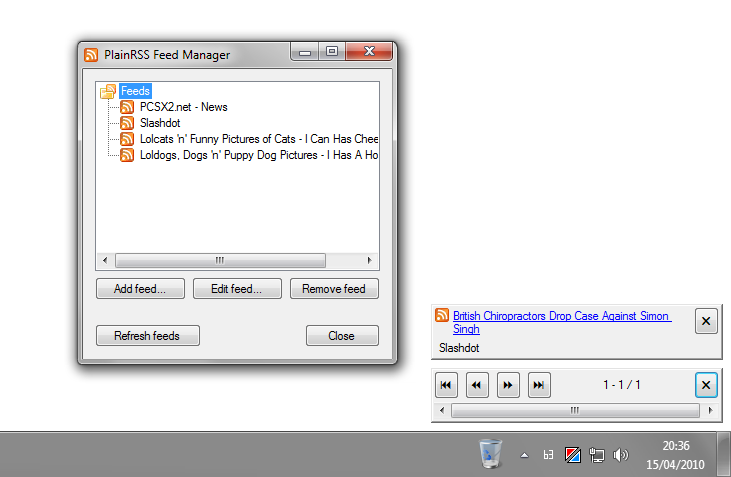 PlainRSS Feed Manager
Feeds
PCSX2.net - News
Slashdot
Lolcats 'n' Funny Pictures of Cats - I Can Has Chee
Loldogs, Dogs 'n' Puppy Dog Pictures - I Has A Ho
Add feed...
Edit feed...
Remove feed
Refresh feeds
Close
British Chiropractors Drop Case Against Simon
Singh
Slashdot
1 - 1 / 1
20:36
15/04/2010